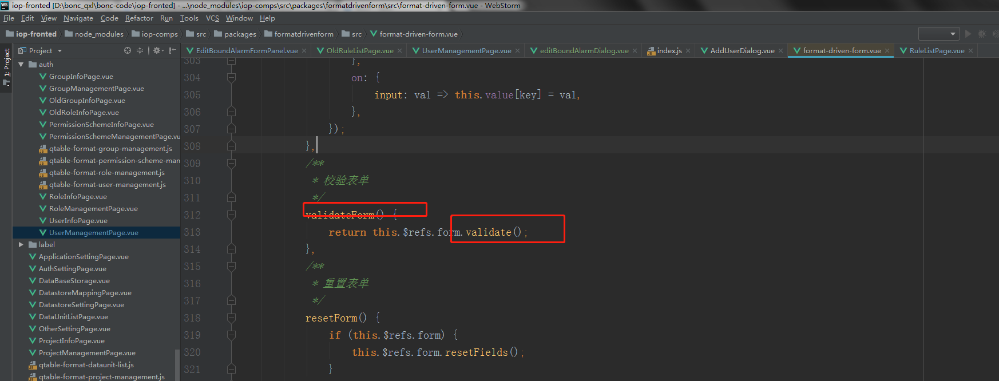 iop-fronted [D:\bonc_qxl\bonc-code\iop-fronted] - ...\node_modules\iop-comps\src\packages\formatdrivenform\src\format-driven-form.vue - WebStorm
File Edit View Navigate Code Refactor Run Tools VCS Window Help
iop-fronted node_modules iop-comps src packages formatdrivenform src format-driven-form.vue
1: Project
Project
EditBoundAlarmFormPanel.vue OldRuleListPage.vue UserManagementPage.vue editBoundAlarmDialog.vue index.js AddUserDialog.vue format-driven-form.vue RuleListPage.vue
auth
GroupInfoPage.vue
GroupManagementPage.vue
OldGroupInfoPage.vue
OldRoleInfoPage.vue
PermissionSchemeInfoPage.vue
PermissionSchemeManagementPage.vu
qtable-format-group-management.js
qtable-format-permission-scheme-man
qtable-format-role-management.js
qtable-format-user-management.js
RoleInfoPage.vue
RoleManagementPage.vue
UserInfoPage.vue
UserManagementPage.vue
label
ApplicationSettingPage.vue
AuthSettingPage.vue
DataBaseStorage.vue
DatastoreMappingPage.vue
DatastoreSettingPage.vue
DataUnitListPage.vue
OtherSettingPage.vue
ProjectInfoPage.vue
ProjectManagementPage.vue
qtable-format-dataunit-list.js
qtable-format-project-management.js
303 },
304 on: {
305 input: val => this.value[key] = val,
306 },
307 });
308 },
309 /**
310 * 校验表单
311 */
312 validateForm() {
313 return this.$refs.form.validate();
314 },
315 /**
316 * 重置表单
317 */
318 resetForm() {
319 if (this.$refs.form) {
320 this.$refs.form.resetFields();
321 }